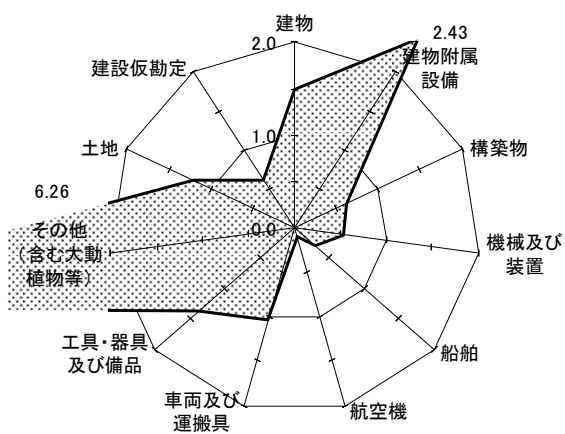 建物
2.43
2.0
建物附属
設備
建設仮勘定
1.0
土地
構築物
6.26
0.0
その他
（含む大動
植物等）
機械及び
装置
工具・器具
及び備品
船舶
車両及び
運搬具
航空機